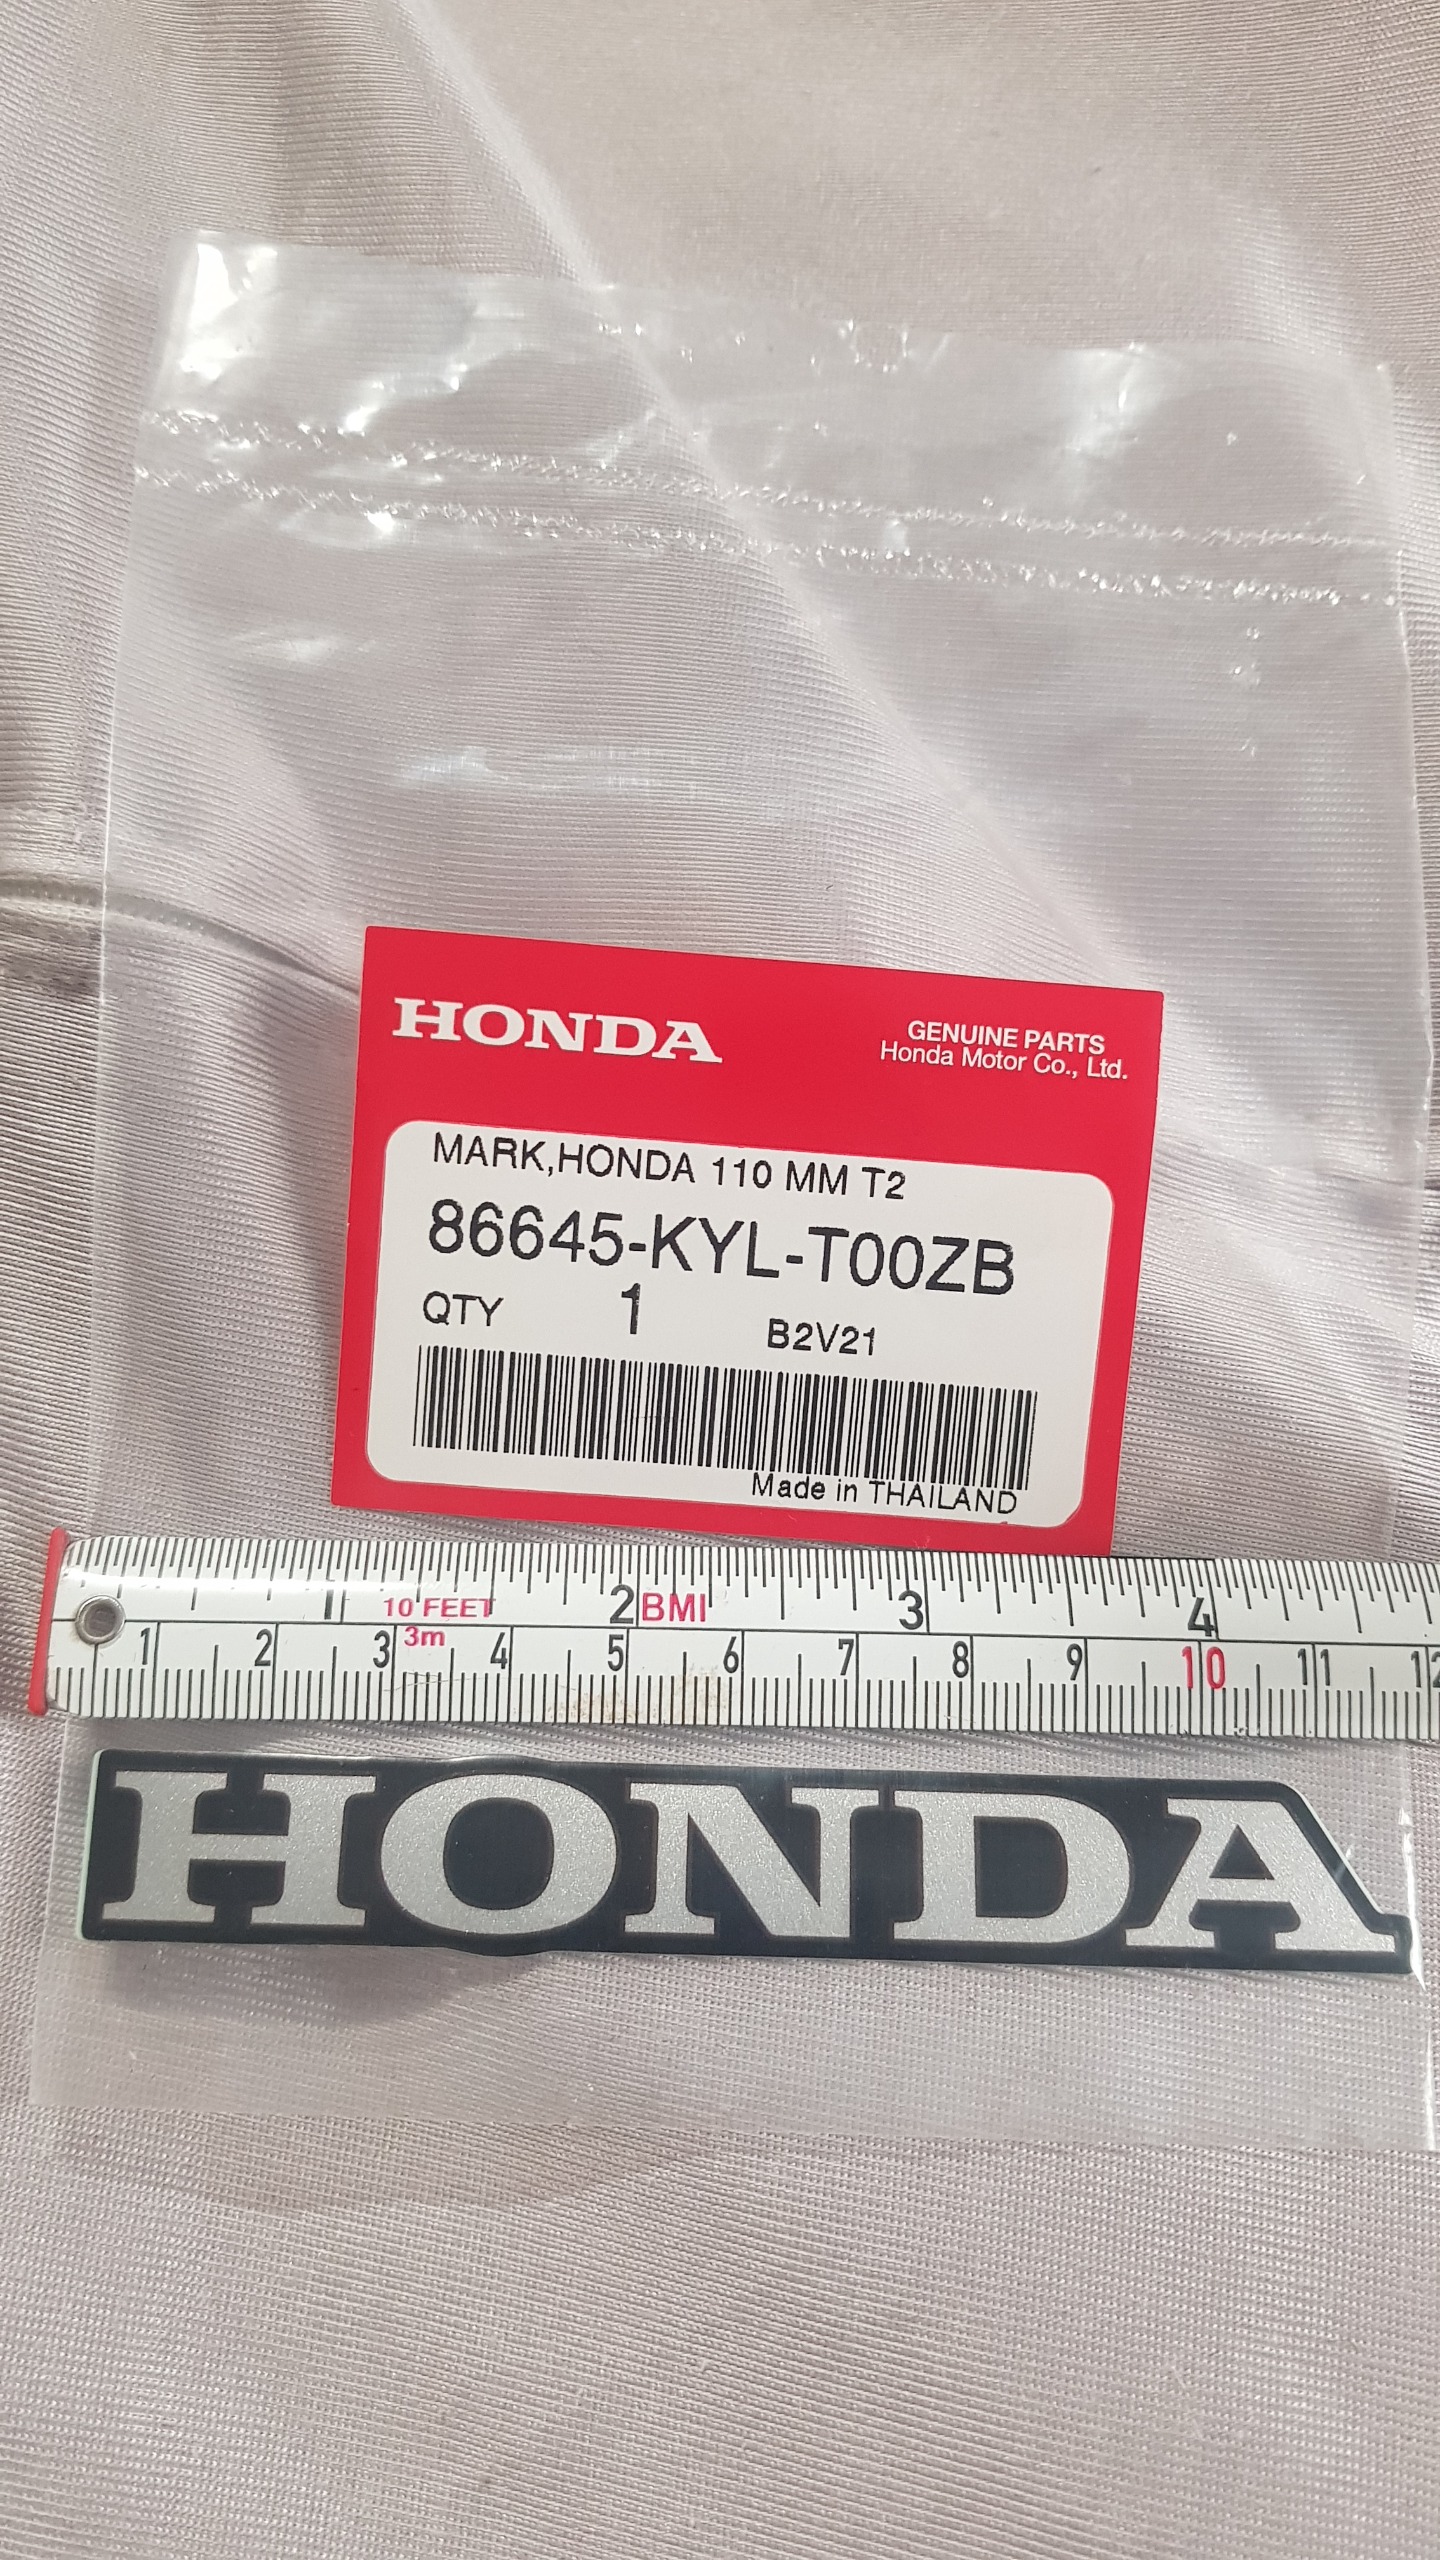 HONDA
GENUINE PARTS
Honda Motor Co., Ltd.
MARK,HONDA 110 MM T2
86645-KYL-T00ZB
QTY 1 B2V21
Made in THAILAND
1 10 FEET 2 BMI 3 4
1 2 3 3m 4 5 6 7 8 9 10 11 12
HONDA